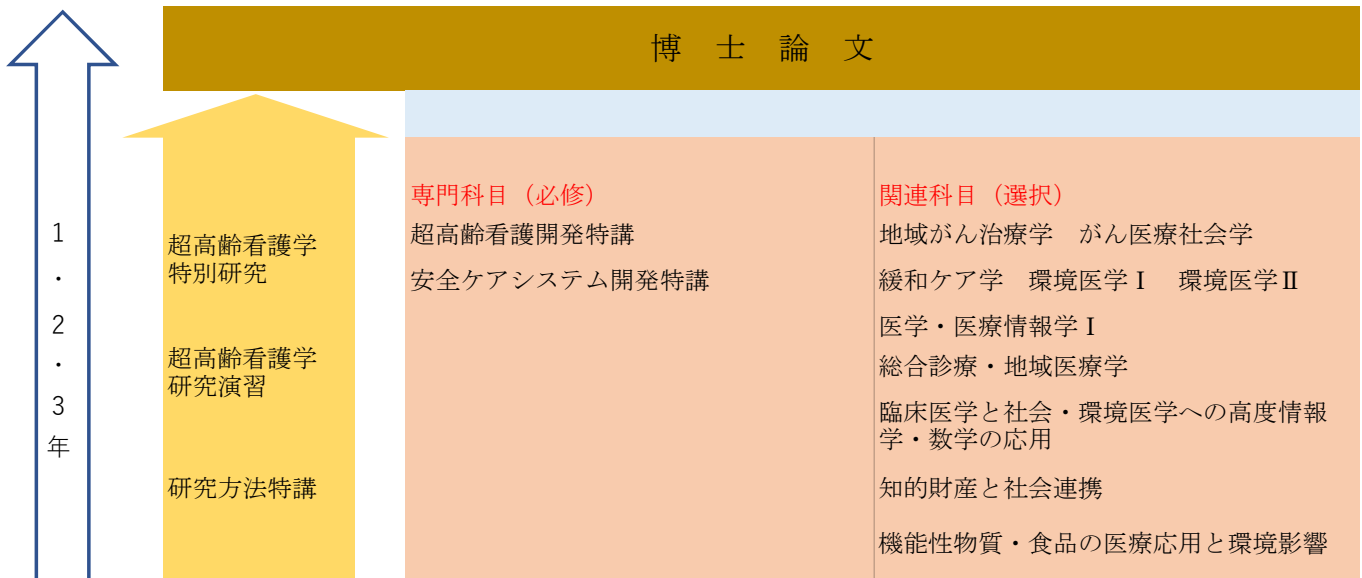 博 士 論 文
1
・
2
・
3
年
超高齢看護学
特別研究
超高齢看護学
研究演習
研究方法特講
専門科目（必修）
超高齢看護開発特講
安全ケアシステム開発特講
関連科目（選択）
地域がん治療学　がん医療社会学
緩和ケア学　環境医学Ⅰ　環境医学Ⅱ
医学・医療情報学Ⅰ
総合診療・地域医療学
臨床医学と社会・環境医学への高度情報
学・数学の応用
知的財産と社会連携
機能性物質・食品の医療応用と環境影響